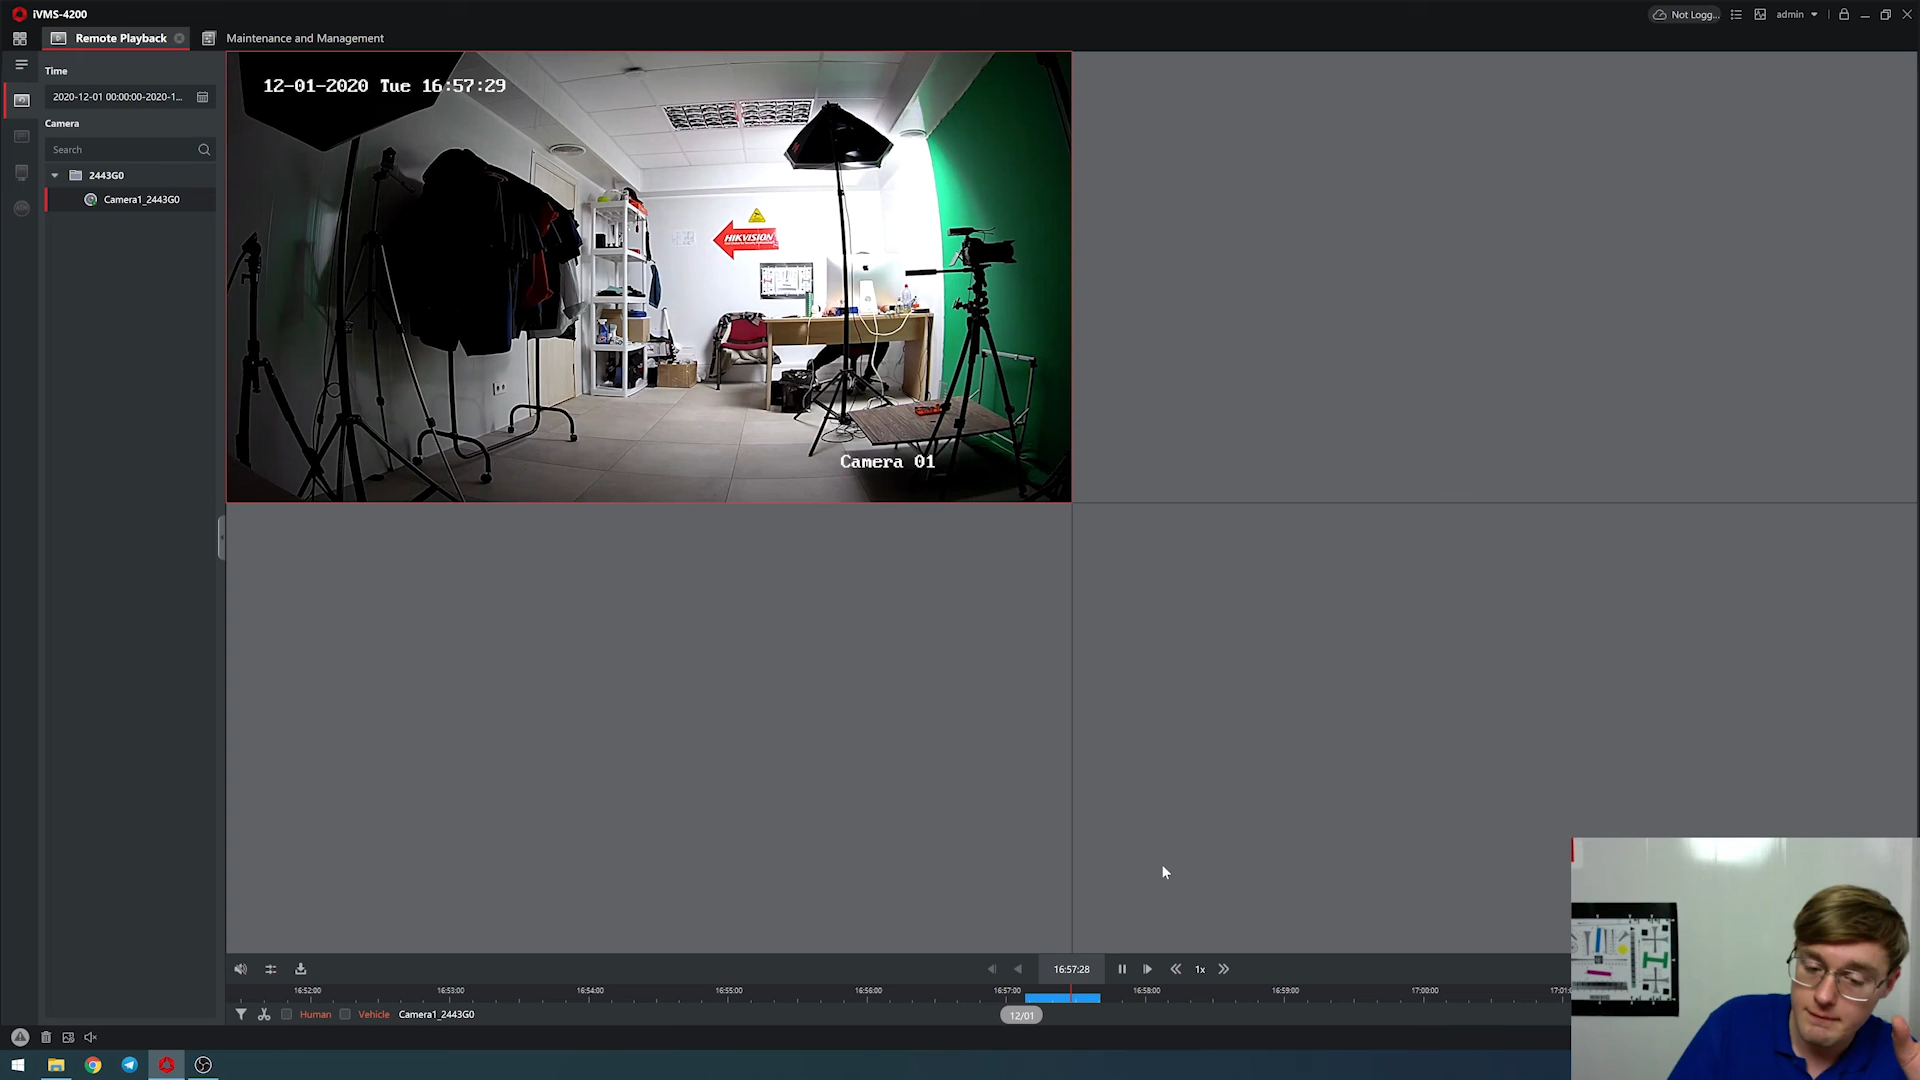 iVMS-4200
Not Logg...
admin
Remote Playback
Maintenance and Management
Time
2020-12-01 00:00:00-2020-1...
Camera
Search
2443G0
Camera1_2443G0
12-01-2020 Tue 16:57:29
HIKVISION
Camera 01
16:57:28
1x
16:52:00
16:53:00
16:54:00
16:55:00
16:56:00
16:57:00
16:58:00
16:59:00
17:00:00
Human
Vehicle
Camera1_2443G0
12/01